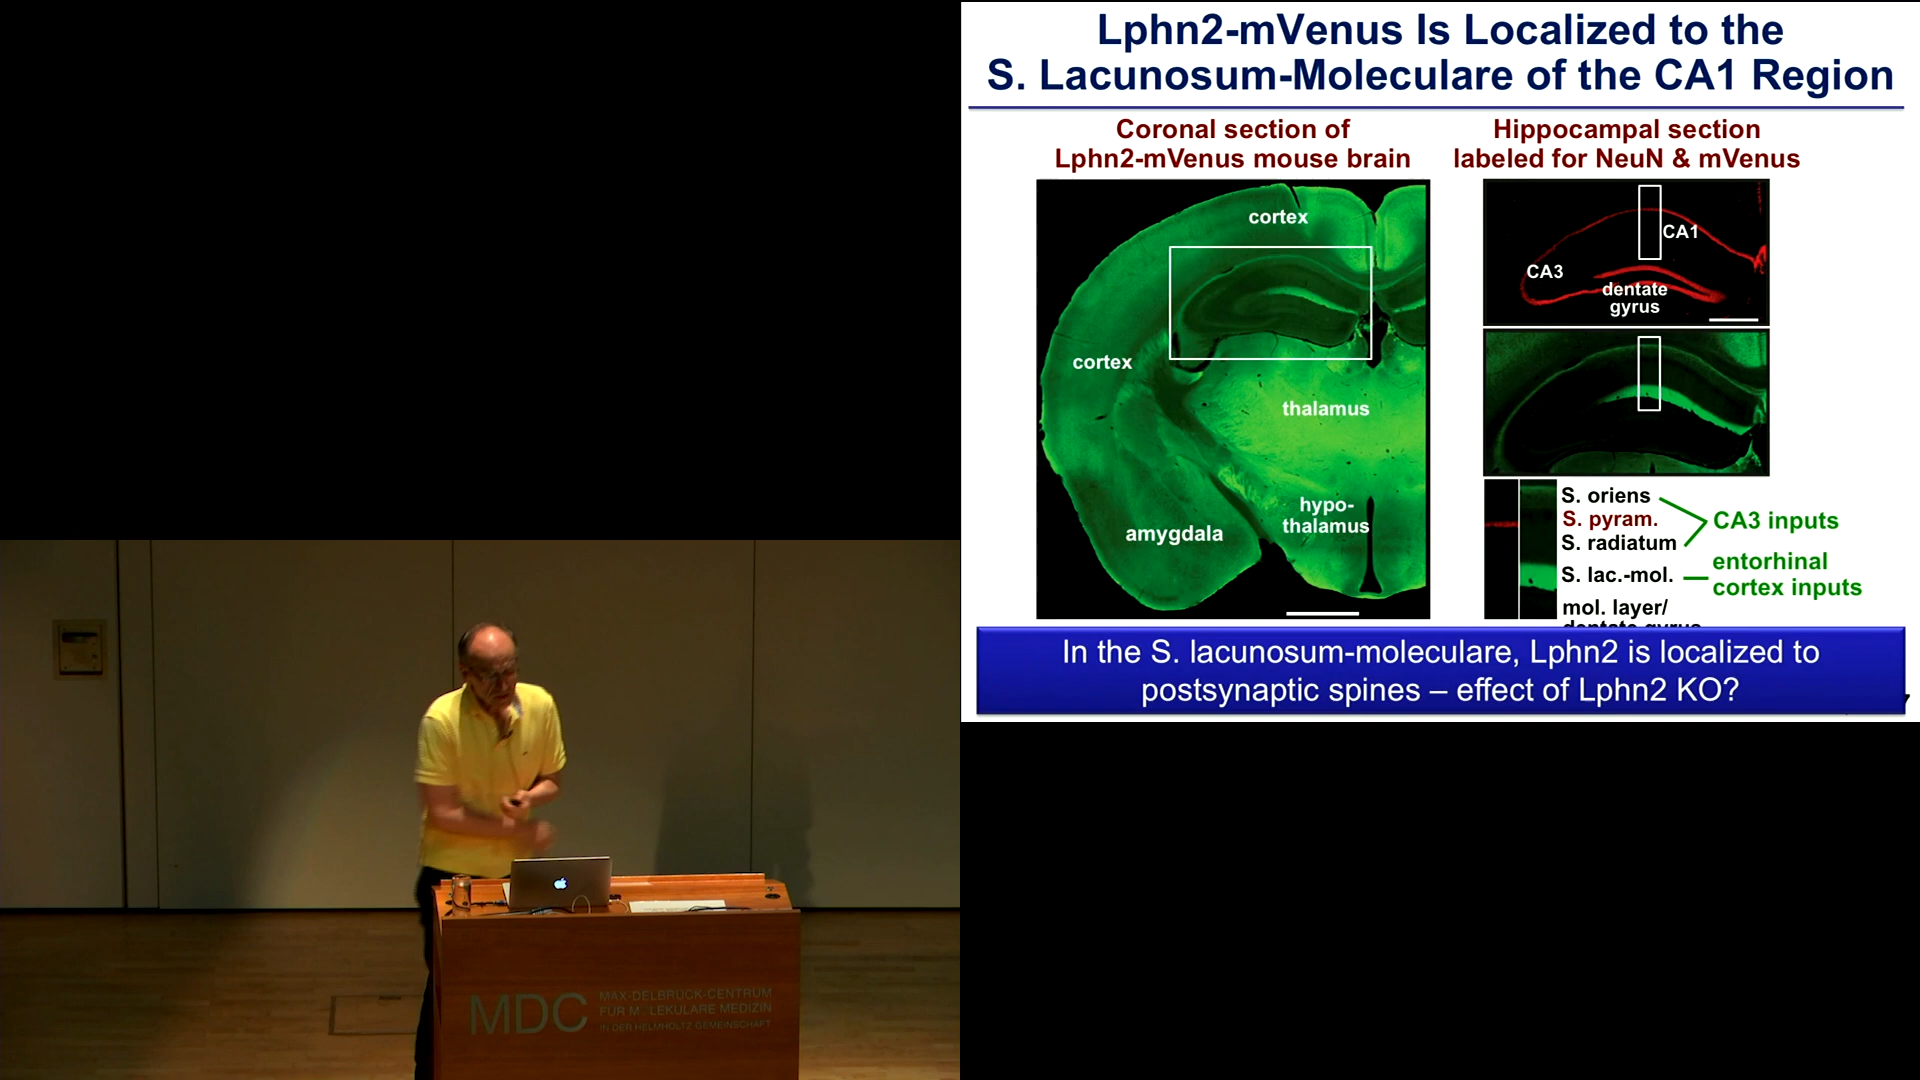 Lphn2-mVenus Is Localized to the
S. Lacunosum-Moleculare of the CA1 Region
Coronal section of
Lphn2-mVenus mouse brain
Hippocampal section
labeled for NeuN & mVenus
cortex
cortex
thalamus
hypo-
thalamus
amygdala
CA1
CA3
dentate
gyrus
S. oriens
S. pyram.
S. radiatum
CA3 inputs
S. lac.-mol.
entorhinal
cortex inputs
mol. layer/
dentate gyrus
In the S. lacunosum-moleculare, Lphn2 is localized to
postsynaptic spines – effect of Lphn2 KO?
MDC
MAX-DELBRÜCK-CENTRUM
FÜR M LEKULARE MEDIZIN
IN DER HELMHOLTZ GEMEINSCHAFT